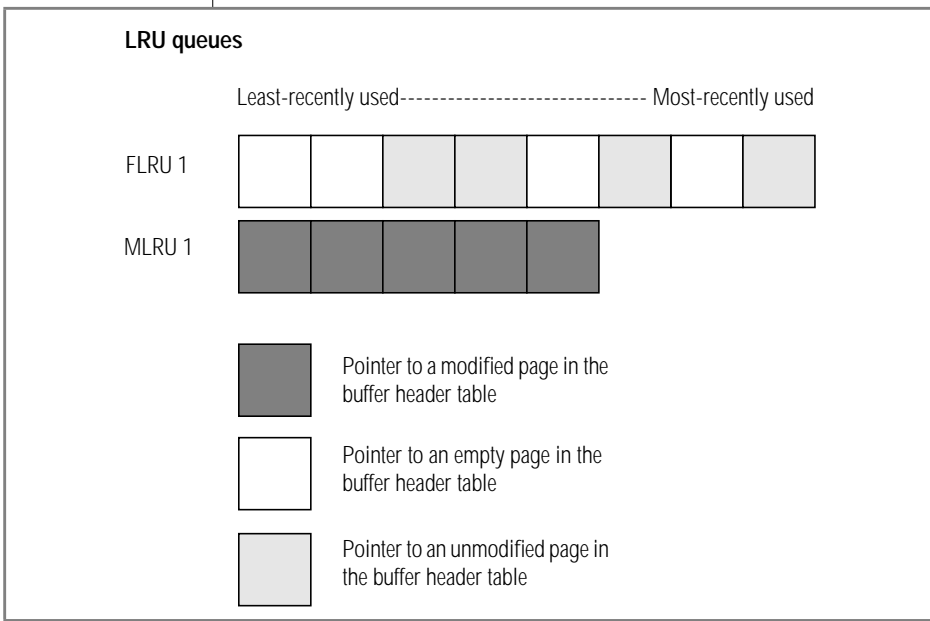 LRU queues
Least-recently used------------------------------- Most-recently used
FLRU 1
MLRU 1
Pointer to a modified page in the
buffer header table
Pointer to an empty page in the
buffer header table
Pointer to an unmodified page in
the buffer header table